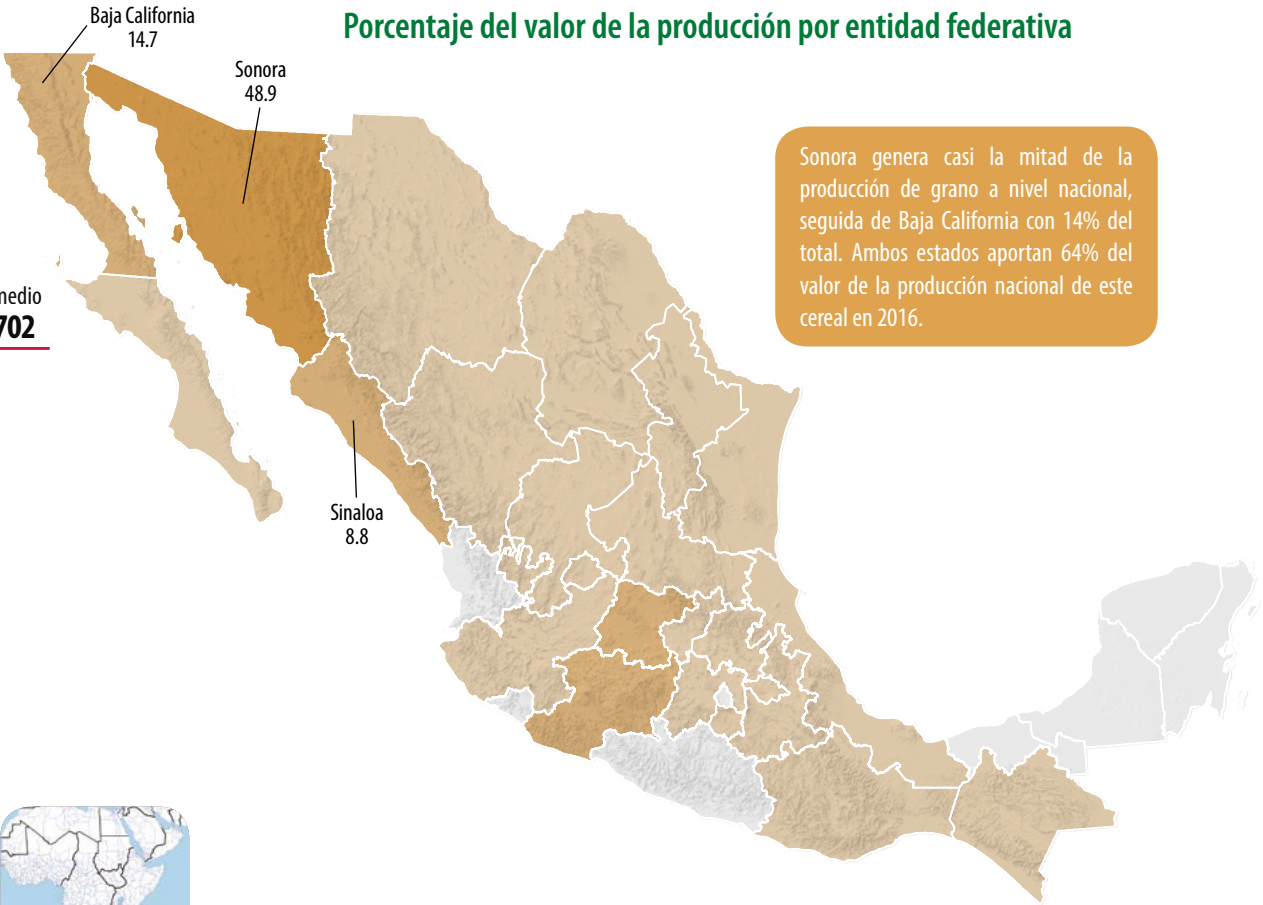 Porcentaje del valor de la producción por entidad federativa
Baja California
14.7
Sonora
48.9
Sonora genera casi la mitad de la
producción de grano a nivel nacional,
seguida de Baja California con 14% del
total. Ambos estados aportan 64% del
valor de la producción nacional de este
cereal en 2016.
Sinaloa
8.8